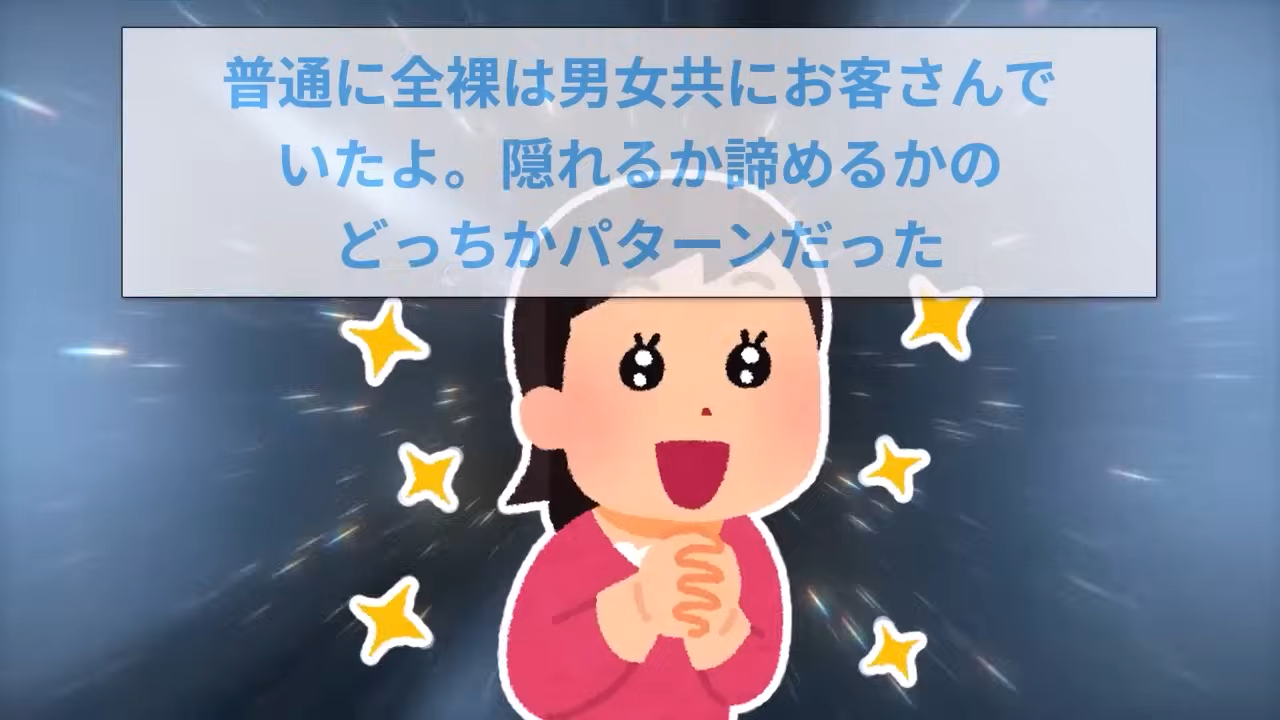 普通に全裸は男女共にお客さんで
いたよ。隠れるか諦めるかの
どっちかパターンだった